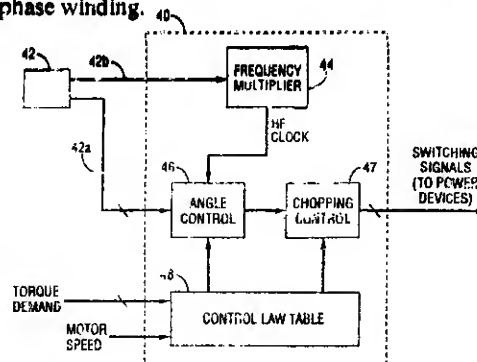 phase winding.
40
42
42b
FREQUENCY
MULTIPLIER
44
HF
CLOCK
42a
46
ANGLE
CONTROL
47
CHOPPING
CONTROL
SWITCHING
SIGNALS
(TO POWER
DEVICES)
48
CONTROL LAW TABLE
TORQUE
DEMAND
MOTOR
SPEED